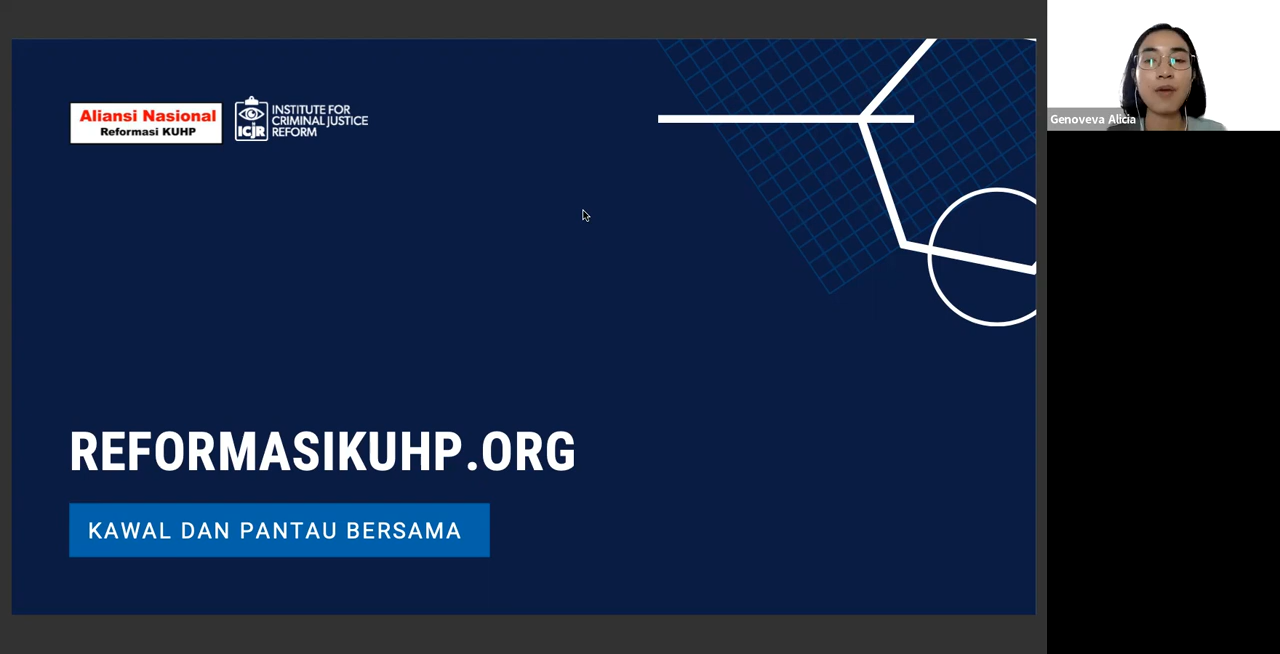 Aliansi Nasional
Reformasi KUHP
ICJR
INSTITUTE FOR
CRIMINAL JUSTICE
REFORM
REFORMASIKUHP.ORG
KAWAL DAN PANTAU BERSAMA
Genoveva Alicia